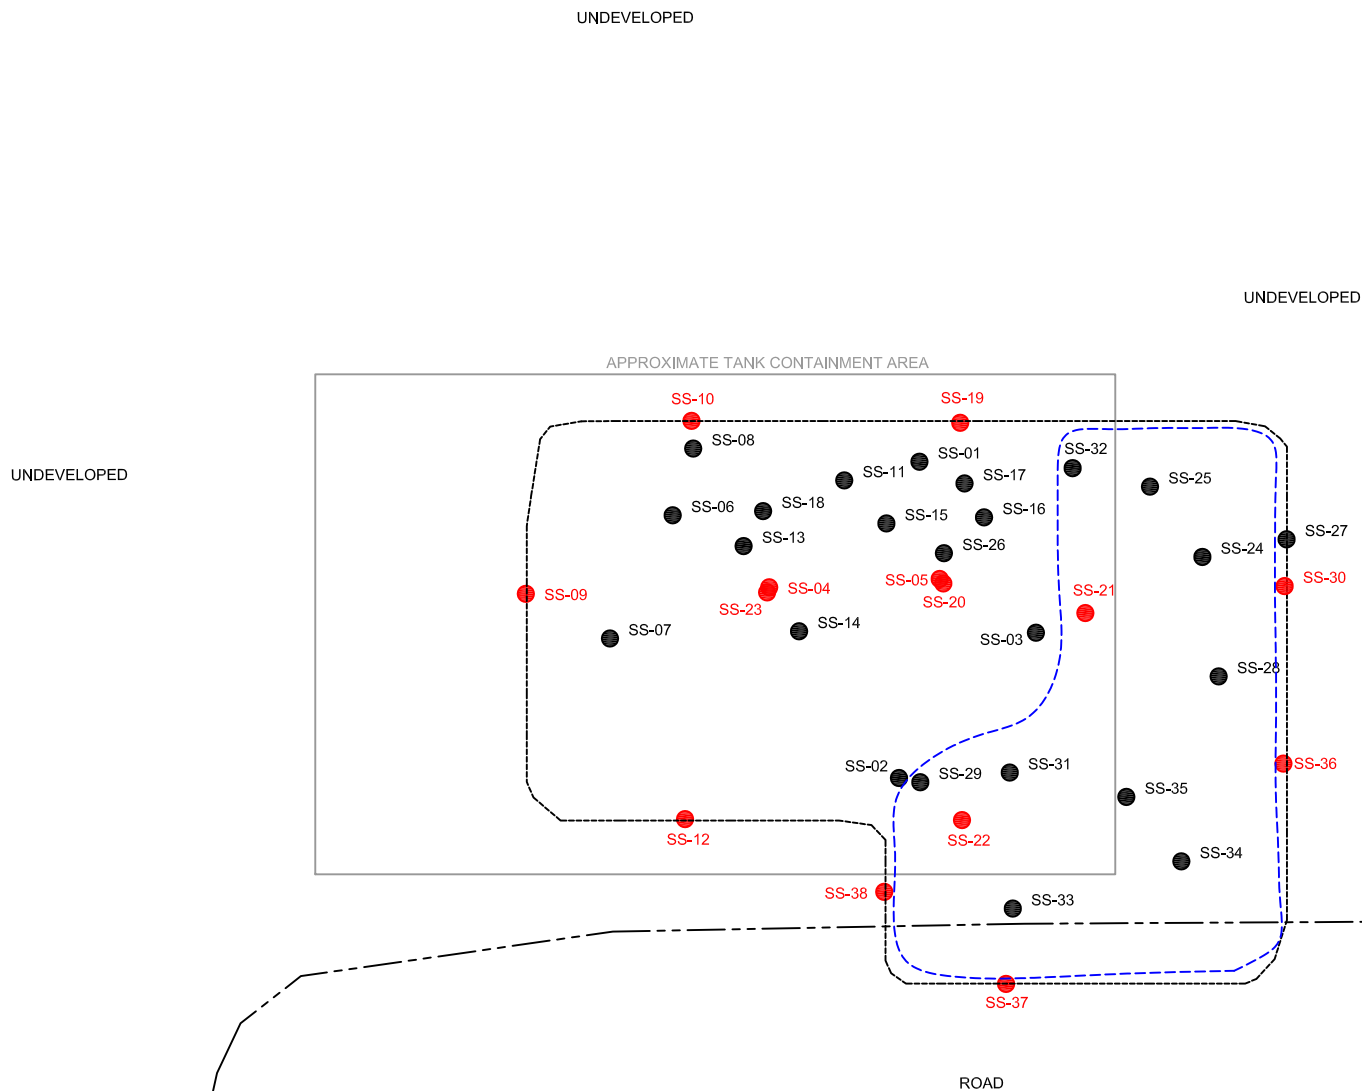 UNDEVELOPED
UNDEVELOPED
APPROXIMATE TANK CONTAINMENT AREA
SS-10
SS-19
SS-08
SS-01
SS-32
UNDEVELOPED
SS-11
SS-17
SS-25
SS-06
SS-18
SS-15
SS-16
SS-13
SS-26
SS-27
SS-24
SS-05
SS-30
SS-04
SS-09
SS-23
SS-20
SS-21
SS-07
SS-14
SS-03
SS-28
SS-36
SS-02
SS-29
SS-31
SS-35
SS-12
SS-22
SS-34
SS-38
SS-33
SS-37
ROAD